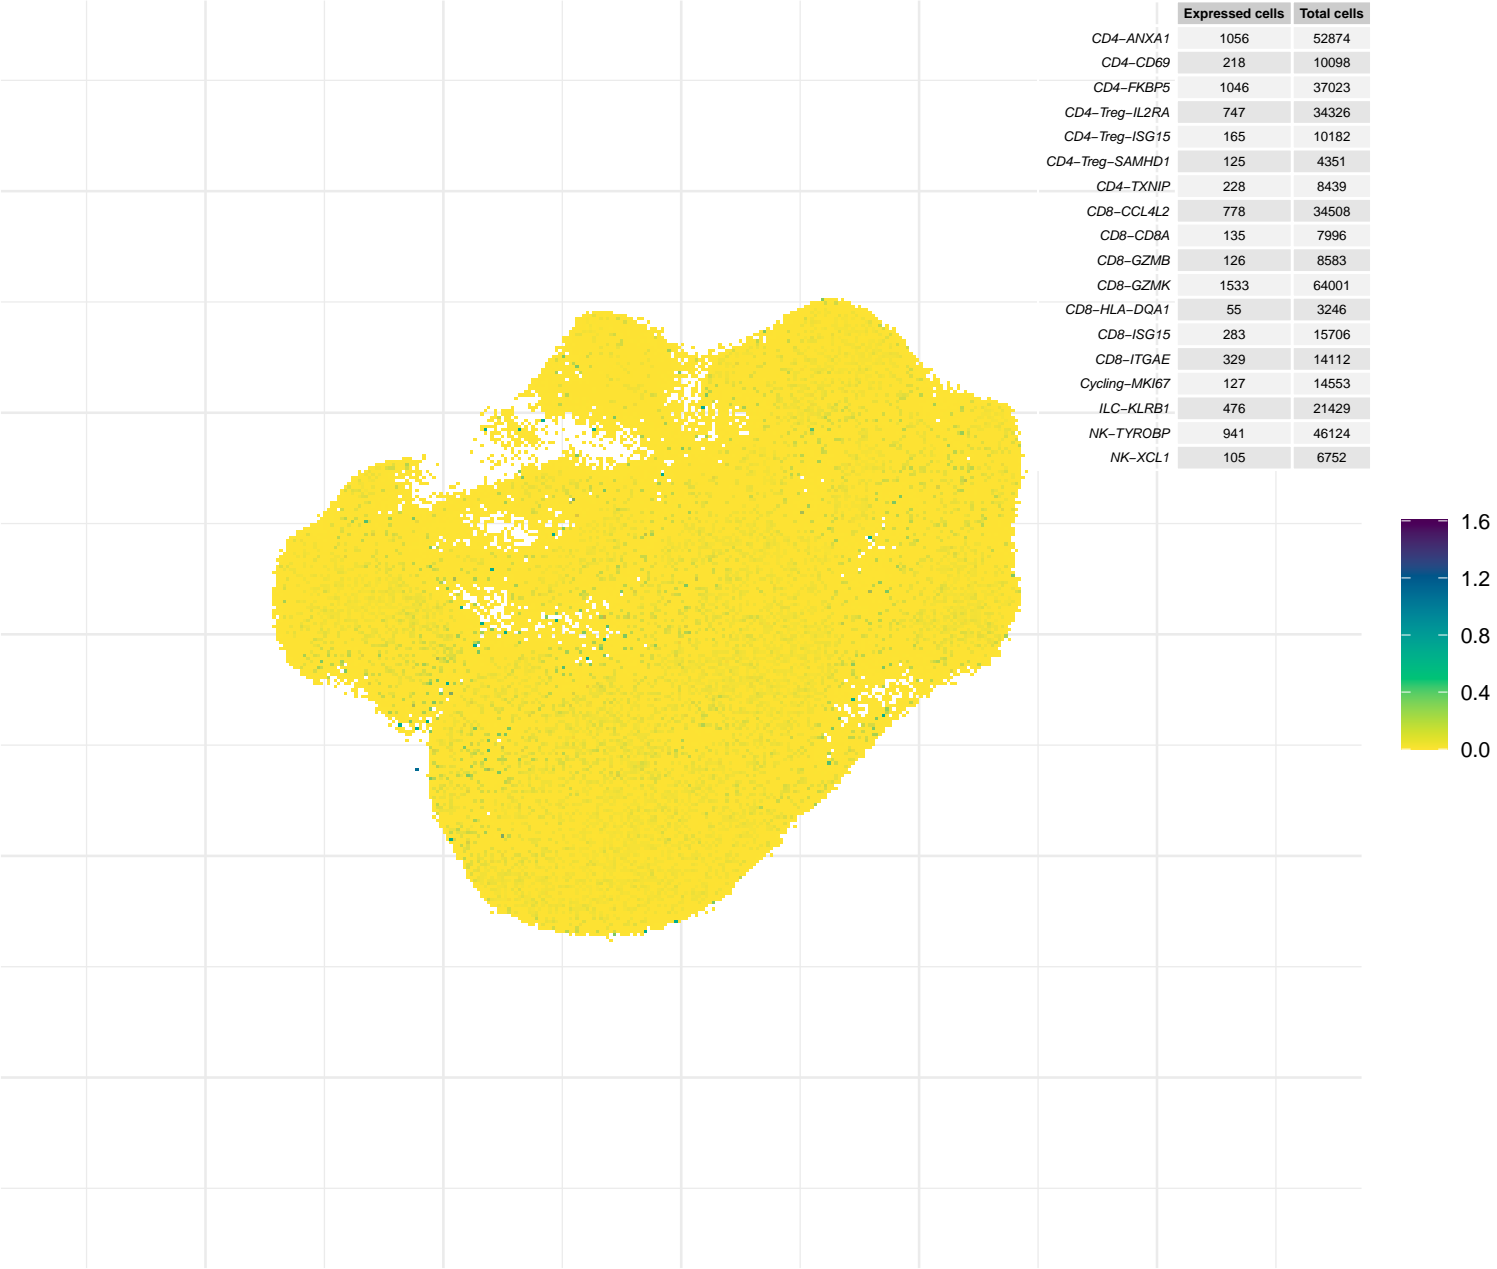 Expressed cells Total cells
CD4−ANXA1 1056 52874
CD4−CD69 218 10098
CD4−FKBP5 1046 37023
CD4−Treg−IL2RA 747 34326
CD4−Treg−ISG15 165 10182
CD4−Treg−SAMHD1 125 4351
CD4−TXNIP 228 8439
CD8−CCL4L2 778 34508
CD8−CD8A 135 7996
CD8−GZMB 126 8583
CD8−GZMK 1533 64001
CD8−HLA−DQA1 55 3246
CD8−ISG15 283 15706
CD8−ITGAE 329 14112
Cycling−MKI67 127 14553
ILC−KLRB1 476 21429
NK−TYROBP 941 46124
NK−XCL1 105 6752
1.6
1.2
0.8
0.4
0.0